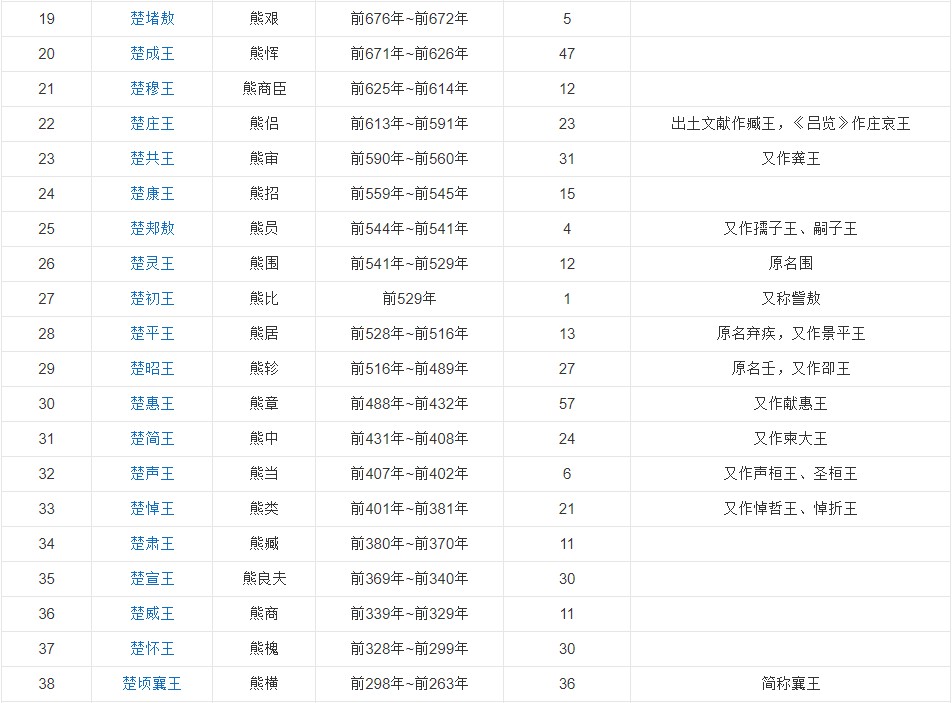 19 楚堵敖 熊艰 前676年~前672年 5
20 楚成王 熊恽 前671年~前626年 47
21 楚穆王 熊商臣 前625年~前614年 12
22 楚庄王 熊侣 前613年~前591年 23 出土文献作臧王，《吕览》作庄哀王
23 楚共王 熊审 前590年~前560年 31 又作龚王
24 楚康王 熊招 前559年~前545年 15
25 楚郏敖 熊员 前544年~前541年 4 又作孺子王、嗣子王
26 楚灵王 熊围 前541年~前529年 12 原名围
27 楚初王 熊比 前529年 1 又称訾敖
28 楚平王 熊居 前528年~前516年 13 原名弃疾，又作景平王
29 楚昭王 熊轸 前516年~前489年 27 原名壬，又作卲王
30 楚惠王 熊章 前488年~前432年 57 又作献惠王
31 楚简王 熊中 前431年~前408年 24 又作柬大王
32 楚声王 熊当 前407年~前402年 6 又作声桓王、圣桓王
33 楚悼王 熊类 前401年~前381年 21 又作悼哲王、悼折王
34 楚肃王 熊臧 前380年~前370年 11
35 楚宣王 熊良夫 前369年~前340年 30
36 楚威王 熊商 前339年~前329年 11
37 楚怀王 熊槐 前328年~前299年 30
38 楚顷襄王 熊横 前298年~前263年 36 简称襄王